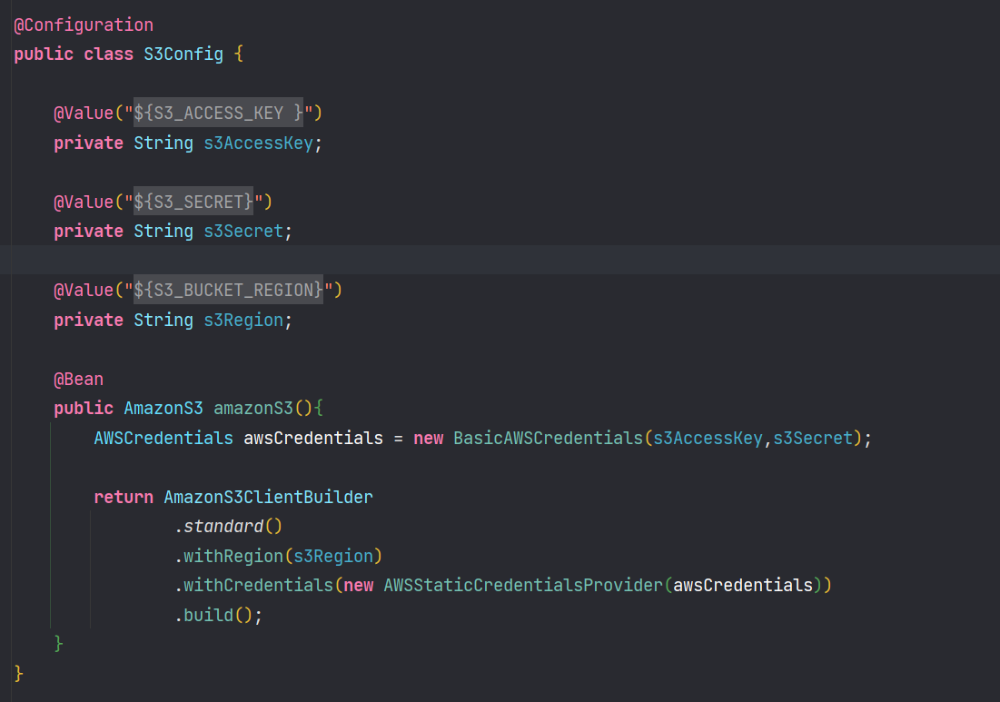 @Configuration
public class S3Config {
@Value("${S3_ACCESS_KEY }")
private String s3AccessKey;
@Value("${S3_SECRET}")
private String s3Secret;
@Value("${S3_BUCKET_REGION}")
private String s3Region;
@Bean
public AmazonS3 amazonS3(){
AWSCredentials awsCredentials = new BasicAWSCredentials(s3AccessKey,s3Secret);
return AmazonS3ClientBuilder
.standard()
.withRegion(s3Region)
.withCredentials(new AWSStaticCredentialsProvider(awsCredentials))
.build();
}
}